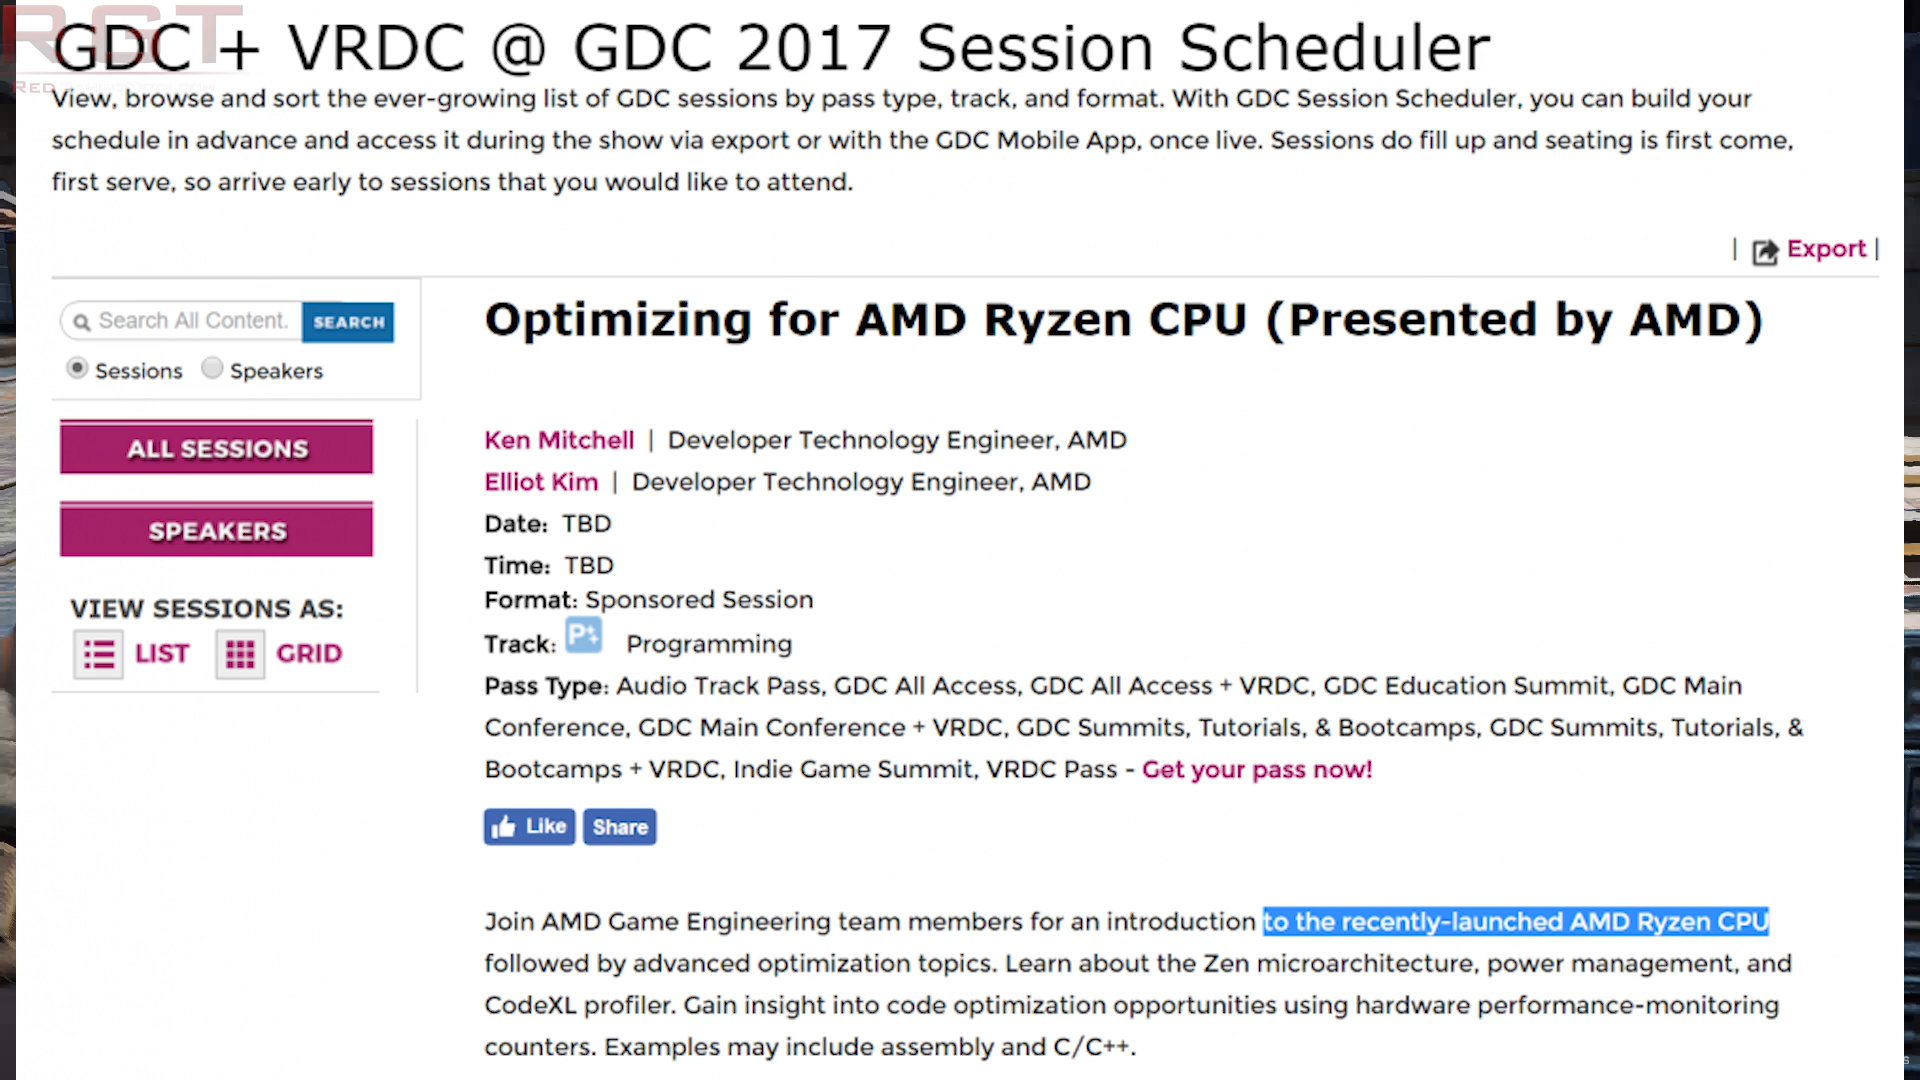 RGT
RED
GDC + VRDC @ GDC 2017 Session Scheduler
View, browse and sort the ever-growing list of GDC sessions by pass type, track, and format. With GDC Session Scheduler, you can build your
schedule in advance and access it during the show via export or with the GDC Mobile App, once live. Sessions do fill up and seating is first come,
first serve, so arrive early to sessions that you would like to attend.
| Export |
Search All Content. SEARCH
Sessions Speakers
ALL SESSIONS
SPEAKERS
VIEW SESSIONS AS:
LIST GRID
Optimizing for AMD Ryzen CPU (Presented by AMD)
Ken Mitchell | Developer Technology Engineer, AMD
Elliot Kim | Developer Technology Engineer, AMD
Date: TBD
Time: TBD
Format: Sponsored Session
Track: P Programming
Pass Type: Audio Track Pass, GDC All Access, GDC All Access + VRDC, GDC Education Summit, GDC Main
Conference, GDC Main Conference + VRDC, GDC Summits, Tutorials, & Bootcamps, GDC Summits, Tutorials, &
Bootcamps + VRDC, Indie Game Summit, VRDC Pass - Get your pass now!
Like Share
Join AMD Game Engineering team members for an introduction to the recently-launched AMD Ryzen CPU
followed by advanced optimization topics. Learn about the Zen microarchitecture, power management, and
CodeXL profiler. Gain insight into code optimization opportunities using hardware performance-monitoring
counters. Examples may include assembly and C/C++.